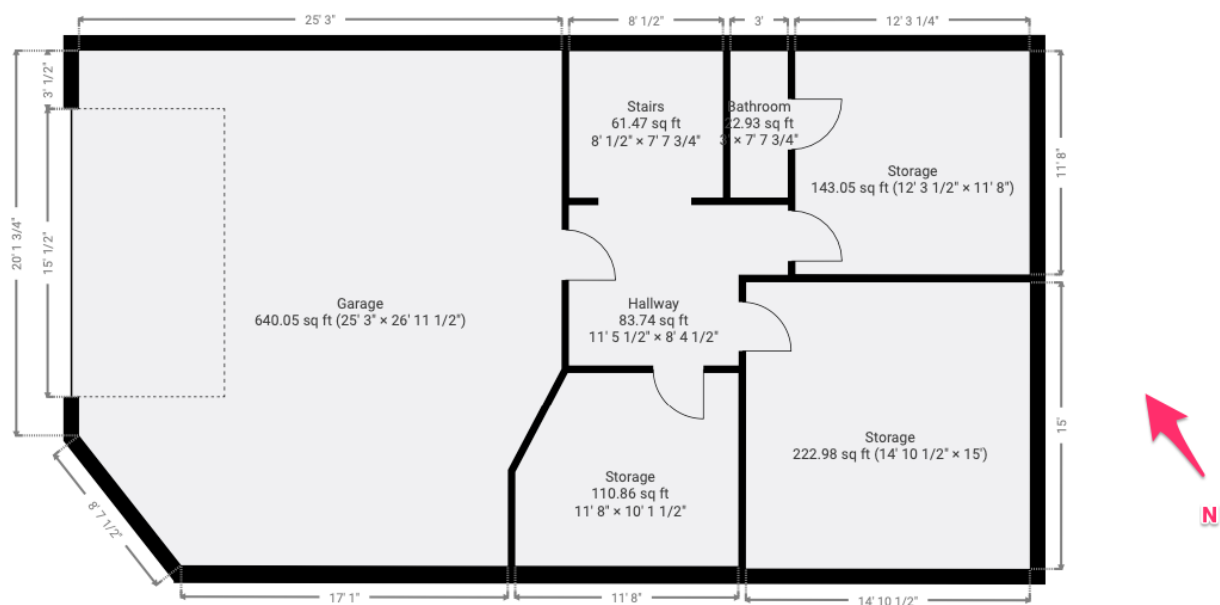 25' 3"
8' 1/2"
3'
12' 3 1/4"
3' 1/2"
20' 1 3/4"
15' 1/2"
Stairs
61.47 sq ft
8' 1/2" × 7' 7 3/4"
Bathroom
22.93 sq ft
3' × 7' 7 3/4"
Storage
143.05 sq ft (12' 3 1/2" × 11' 8")
11' 8"
Garage
640.05 sq ft (25' 3" × 26' 11 1/2")
Hallway
83.74 sq ft
11' 5 1/2" × 8' 4 1/2"
Storage
222.98 sq ft (14' 10 1/2" × 15')
15'
Storage
110.86 sq ft
11' 8" × 10' 1 1/2"
8' 7 1/2"
N
17' 1"
11' 8"
14' 10 1/2"